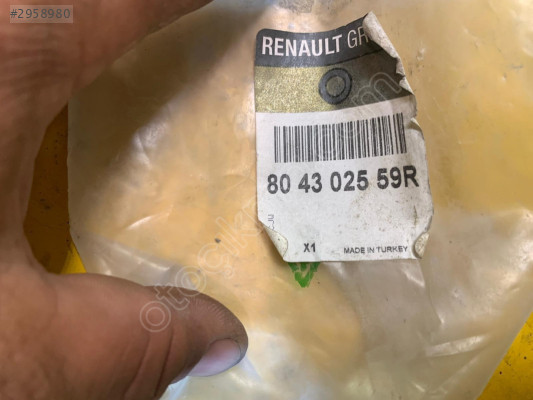 #2958980
RENAULT GR
80 43 025 59R
X1
MADE IN TURKEY